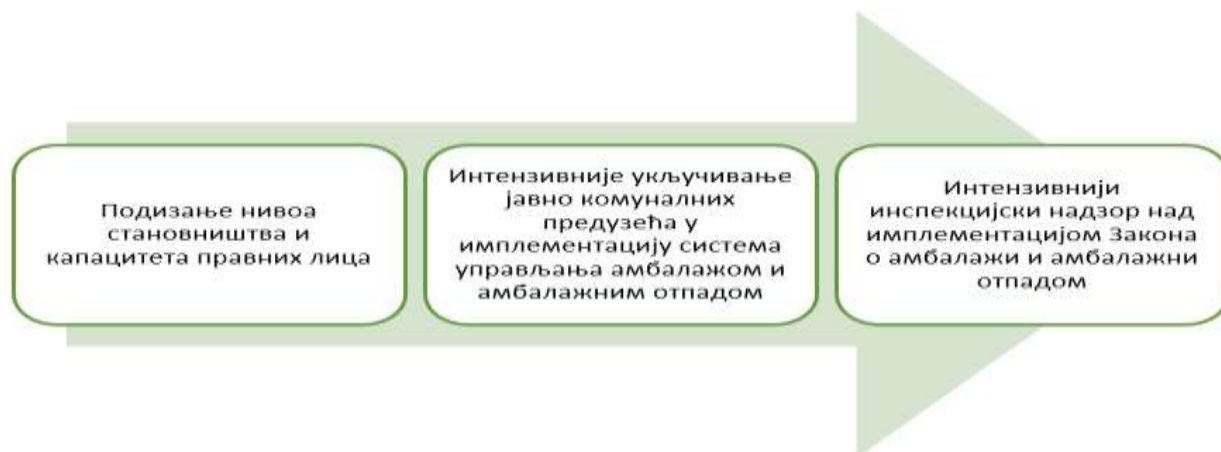 Подизање нивоа
становништва и
капацитета правних лица
Интензивније укључивање
јавно комуналних
предузећа у
имплементацију система
управљања амбалажом и
амбалажним отпадом
Интензивнији
инспекцијски надзор над
имплементацијом Закона
о амбалажи и амбалажни
отпадом